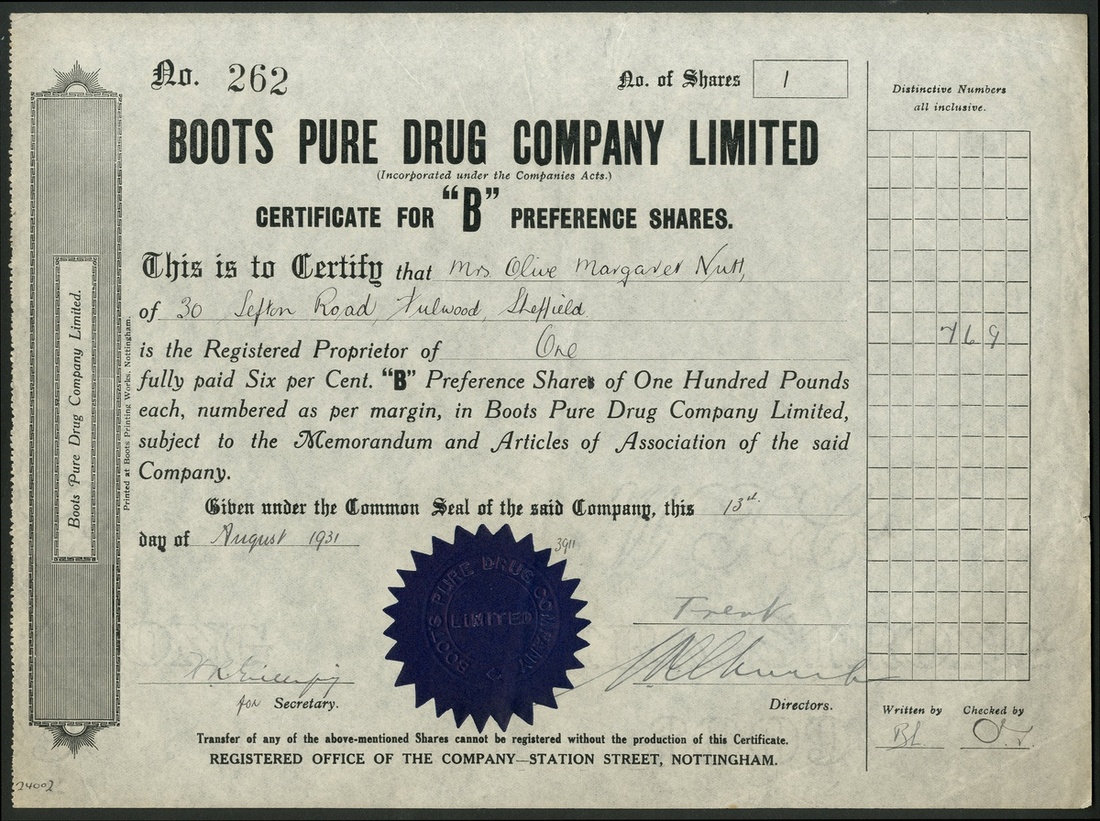 No. 262
No. of Shares 1
Distinctive Numbers
all inclusive.
BOOTS PURE DRUG COMPANY LIMITED
(Incorporated under the Companies Acts.)
CERTIFICATE FOR "B" PREFERENCE SHARES.
This is to Certify that Mrs Olive Margaret Nutt,
of 30 Sefton Road, Fulwood, Sheffield.
769
is the Registered Proprietor of One
fully paid Six per Cent. "B" Preference Share of One Hundred Pounds
each, numbered as per margin, in Boots Pure Drug Company Limited,
subject to the Memorandum and Articles of Association of the said
Company.
Given under the Common Seal of the said Company, this 13th
day of August 1931
3911
BOOTS PURE DRUG COMPANY
LIMITED
Trent
for Secretary.
Directors.
Written by
Checked by
Transfer of any of the above-mentioned Shares cannot be registered without the production of this Certificate.
REGISTERED OFFICE OF THE COMPANY—STATION STREET, NOTTINGHAM.
Boots Pure Drug Company Limited.
Printed at Boots Printing Works, Nottingham.
24002